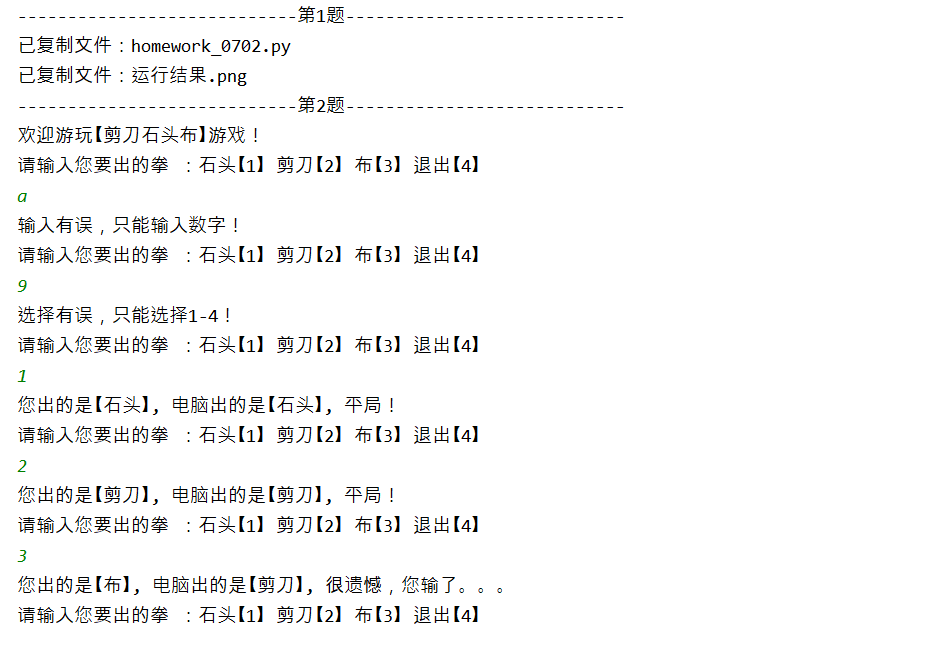 ----------------------------第1题----------------------------
已复制文件：homework_0702.py
已复制文件：运行结果.png
----------------------------第2题----------------------------
欢迎游玩【剪刀石头布】游戏！
请输入您要出的拳 ：石头【1】 剪刀【2】 布【3】 退出【4】
a
输入有误，只能输入数字！
请输入您要出的拳 ：石头【1】 剪刀【2】 布【3】 退出【4】
9
选择有误，只能选择1-4！
请输入您要出的拳 ：石头【1】 剪刀【2】 布【3】 退出【4】
1
您出的是【石头】, 电脑出的是【石头】, 平局！
请输入您要出的拳 ：石头【1】 剪刀【2】 布【3】 退出【4】
2
您出的是【剪刀】, 电脑出的是【剪刀】, 平局！
请输入您要出的拳 ：石头【1】 剪刀【2】 布【3】 退出【4】
3
您出的是【布】, 电脑出的是【剪刀】, 很遗憾，您输了。。。
请输入您要出的拳 ：石头【1】 剪刀【2】 布【3】 退出【4】